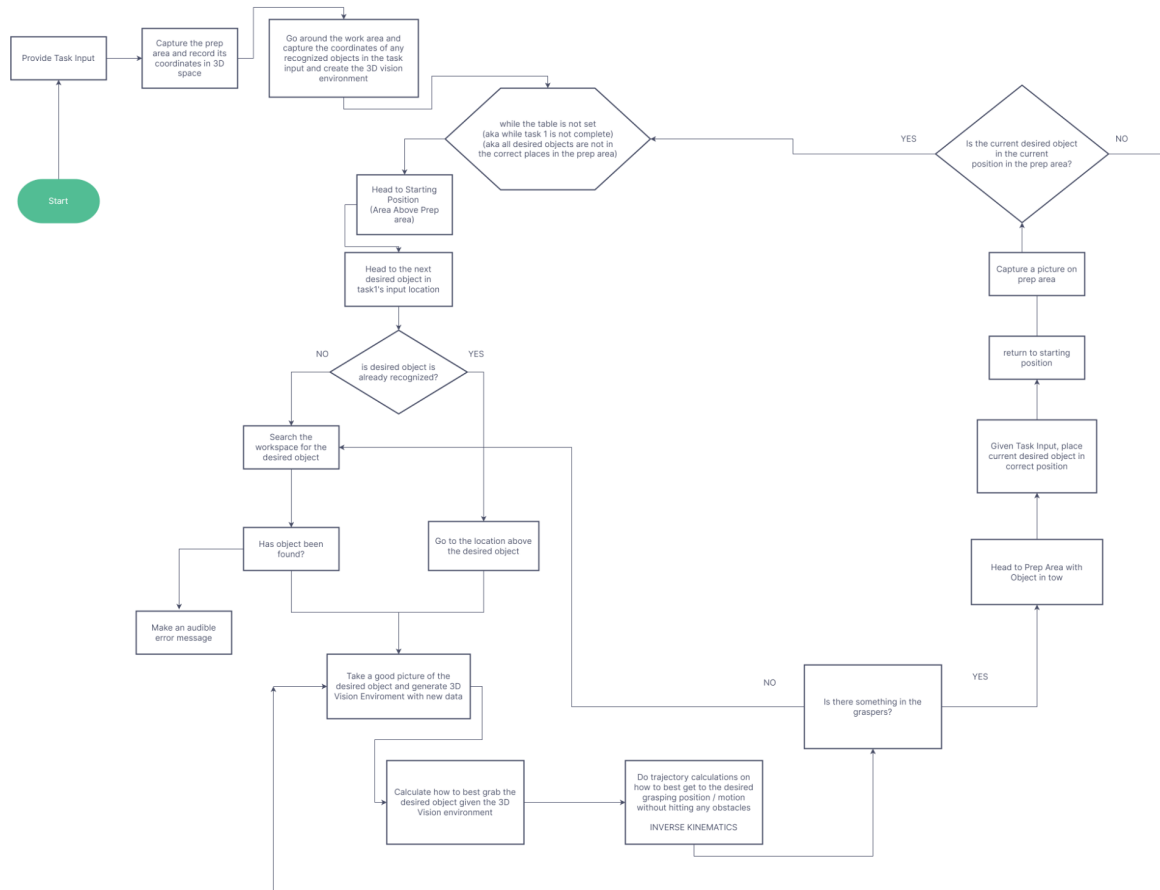 Provide Task Input
Capture the prep
area and record its
coordinates in 3D
space
Go around the work area and
capture the coordinates of any
recognized objects in the task
input and create the 3D vision
environment
Start
while the table is not set
(aka while task 1 is not complete)
(aka all desired objects are not in
the correct places in the prep area)
YES
Is the current desired object
in the current
position in the prep area?
NO
Head to Starting
Position
(Area Above Prep
area)
Head to the next
desired object in
task1's input location
Capture a picture on
prep area
NO
is desired object is
already recognized?
YES
return to starting
position
Search the
workspace for the
desired object
Given Task Input, place
current desired object in
correct position
Has object been
found?
Go to the location above
the desired object
Head to Prep Area with
Object in tow
Make an audible
error message
Take a good picture of the
desired object and generate 3D
Vision Enviroment with new data
NO
Is there something in the
graspers?
YES
Calculate how to best grab the
desired object given the 3D
Vision environment
Do trajectory calculations on
how to best get to the desired
grasping position / motion
without hitting any obstacles
INVERSE KINEMATICS